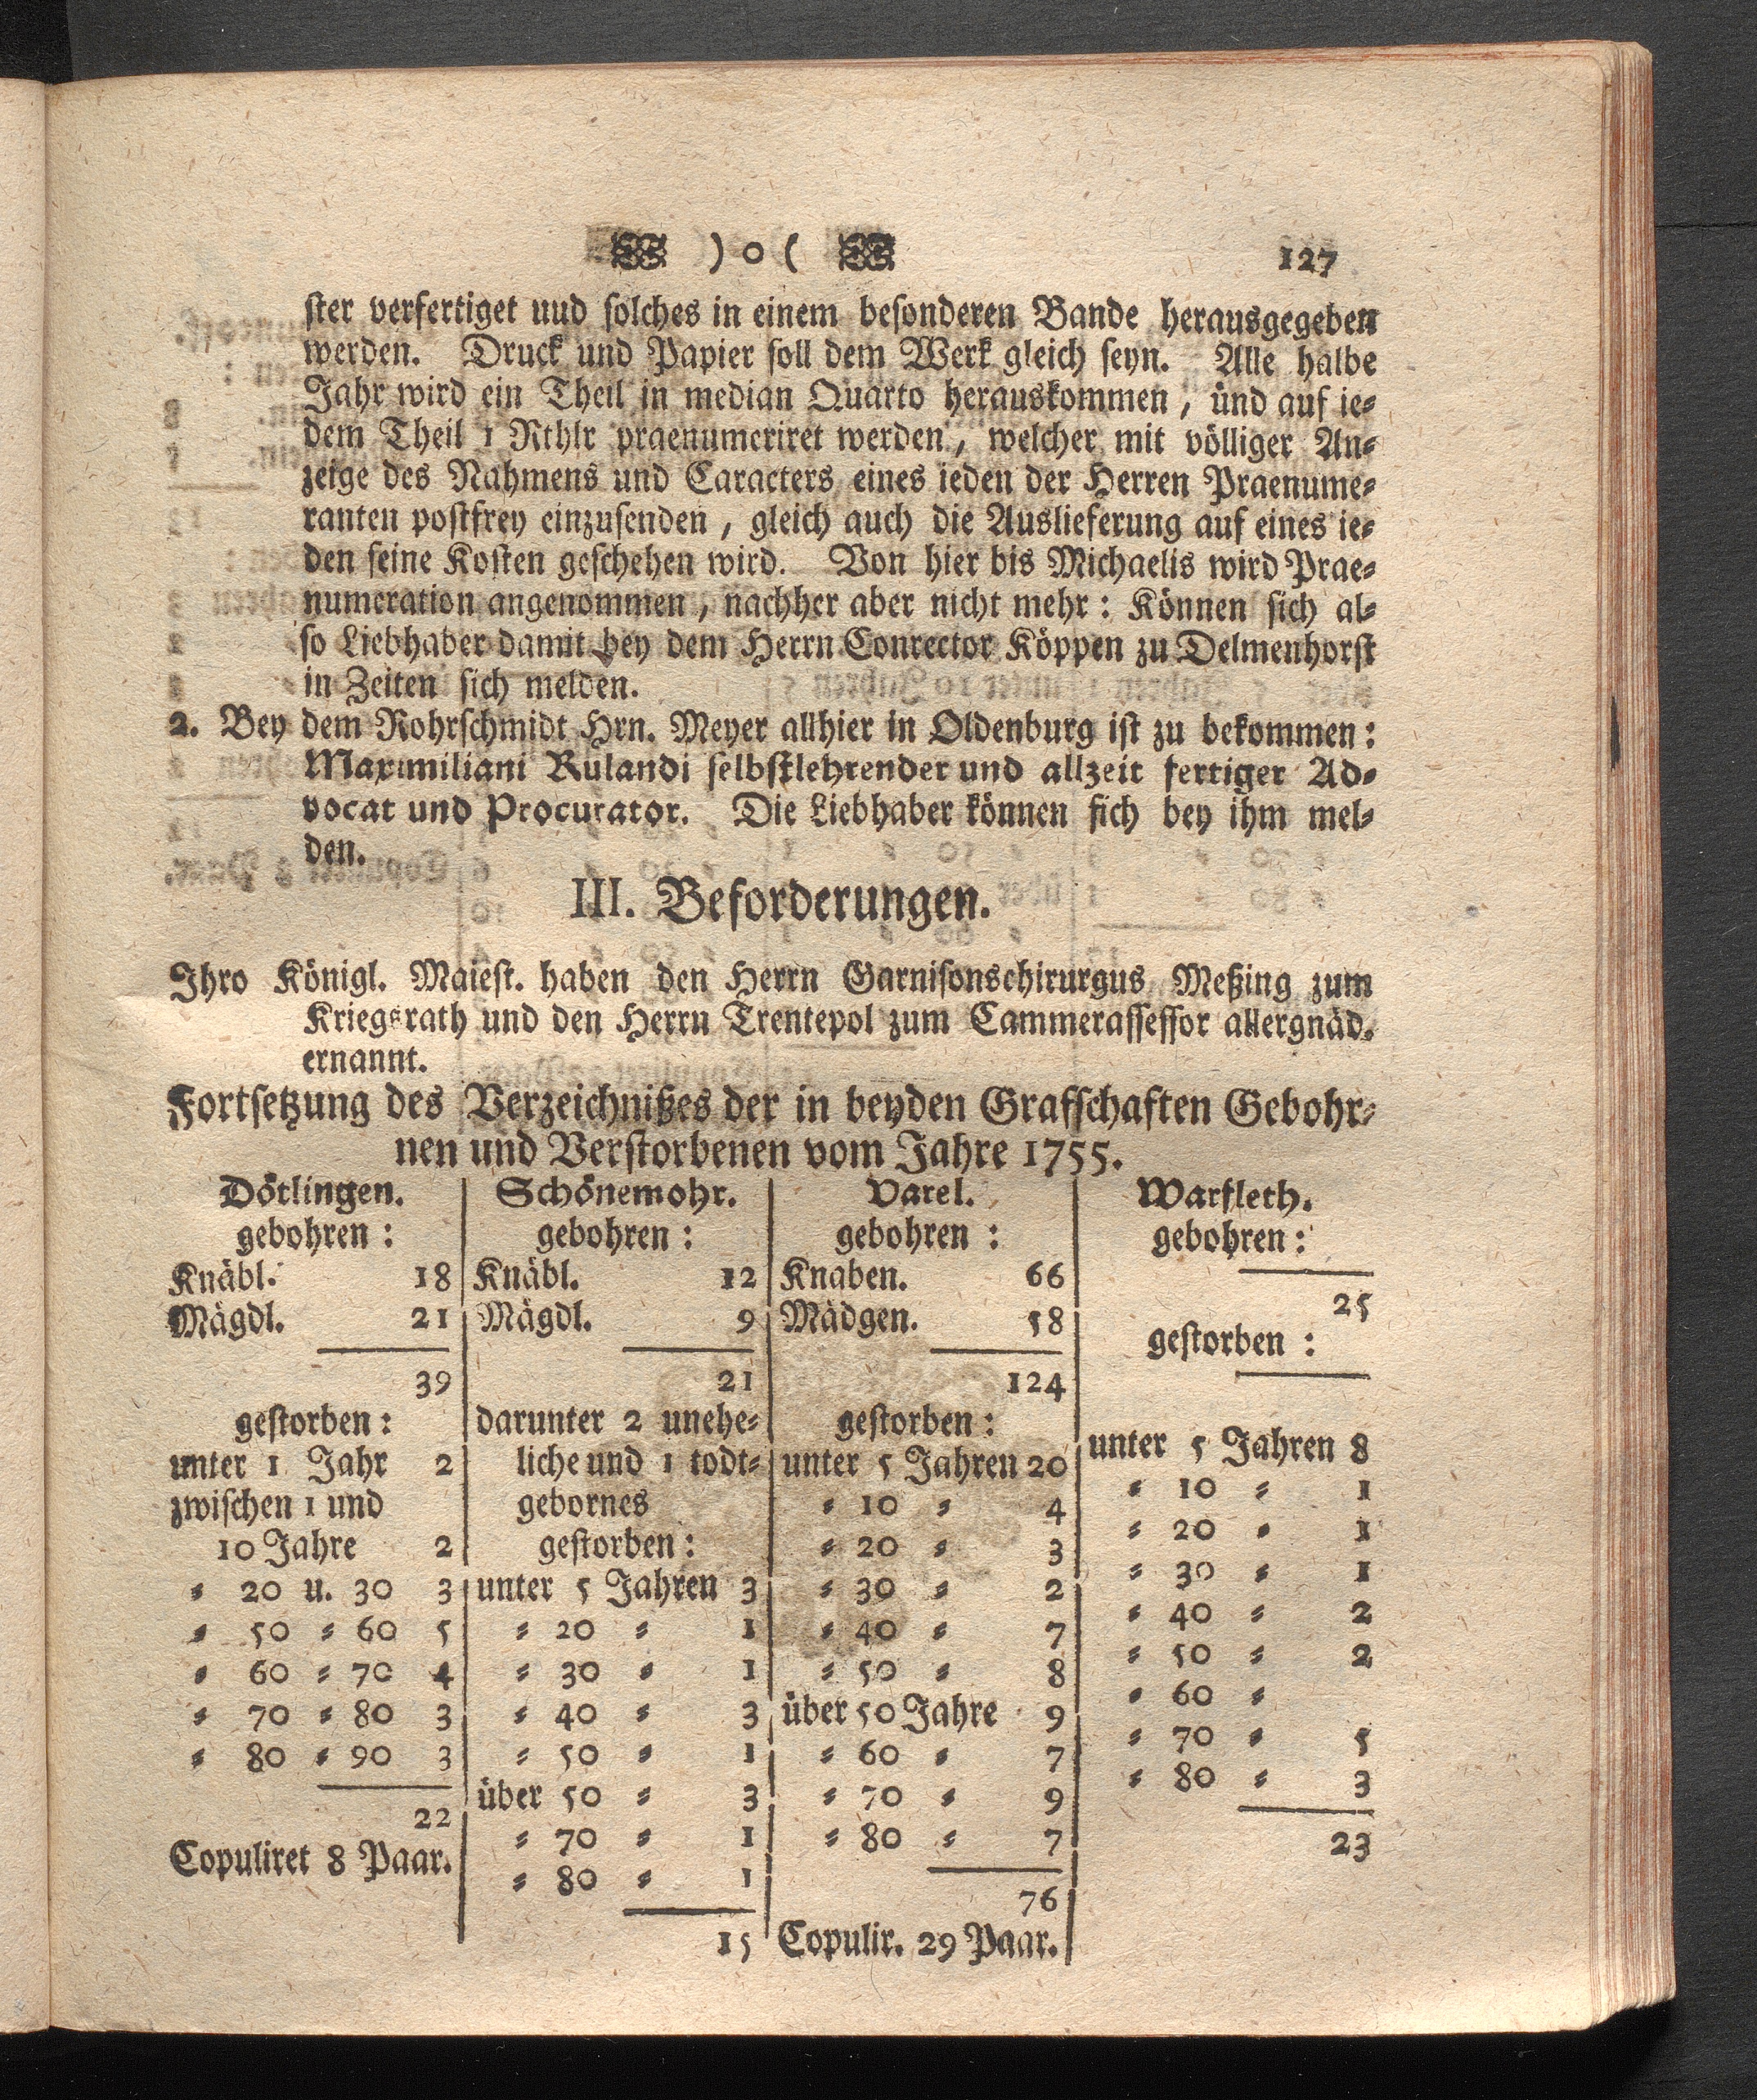 ) o ( 127
ster verfertiget uud solches in einem besonderen Bande herausgegeben
werden. Druck und Papier soll dem Werk gleich seyn. Alle halbe
Jahr wird ein Theil in median Quarto herauskommen, ünd auf ie-
dem Theil 1 Rthlr praenumeriret werden, welcher mit völliger An-
zeige des Nahmens und Caracters eines ieden der Herren Praenume-
ranten postfrey einzusenden, gleich auch die Auslieferung auf eines ie-
den seine Kosten geschehen wird. Von hier bis Michaelis wird Prae-
numeration angenommen, nachher aber nicht mehr: Können sich al-
so Liebhaber damit bey dem Herrn Conrector Köppen zu Delmenhorst
in Zeiten sich melden.
2. Bey dem Rohrschmidt Hrn. Meyer allhier in Oldenburg ist zu bekommen:
Maximiliani Rulandi selbstlehrender und allzeit fertiger Ad-
vocat und Procurator. Die Liebhaber können sich bey ihm mel-
den.
III. Beforderungen.
Ihro Königl. Maiest. haben den Herrn Garnisonschirurgus Meßing zum
Kriegsrath und den Herrn Trentepol zum Cammerassessor allergnäd.
ernannt.
Fortsetzung des Verzeichnißes der in beyden Grafschaften Gebohr-
nen und Verstorbenen vom Jahre 1755.
Dötlingen.
gebohren:
Knäbl. 18
Mägdl. 21
39
gestorben:
unter 1 Jahr 2
zwischen 1 und
10 Jahre 2
- 20 u. 30 3
- 50 - 60 5
- 60 - 70 4
- 70 - 80 3
- 80 - 90 3
22
Copuliret 8 Paar.
Schönemohr.
gebohren:
Knäbl. 12
Mägdl. 9
21
darunter 2 unehe-
liche und 1 todt-
gebornes
gestorben:
unter 5 Jahren 3
- 20 - 1
- 30 - 1
- 40 - 3
- 50 - 1
über 50 - 3
- 70 - 1
- 80 - 1
15
Varel.
gebohren:
Knaben. 66
Mädgen. 58
124
gestorben:
unter 5 Jahren 20
- 10 - 4
- 20 - 3
- 30 - 2
- 40 - 7
- 50 - 8
über 50 Jahre 9
- 60 - 7
- 70 - 9
- 80 - 7
76
Copulir. 29 Paar.
Warfleth.
gebohren:
25
gestorben:
unter 5 Jahren 8
- 10 - 1
- 20 - 1
- 30 - 1
- 40 - 2
- 50 - 2
- 60 -
- 70 - 5
- 80 - 3
23